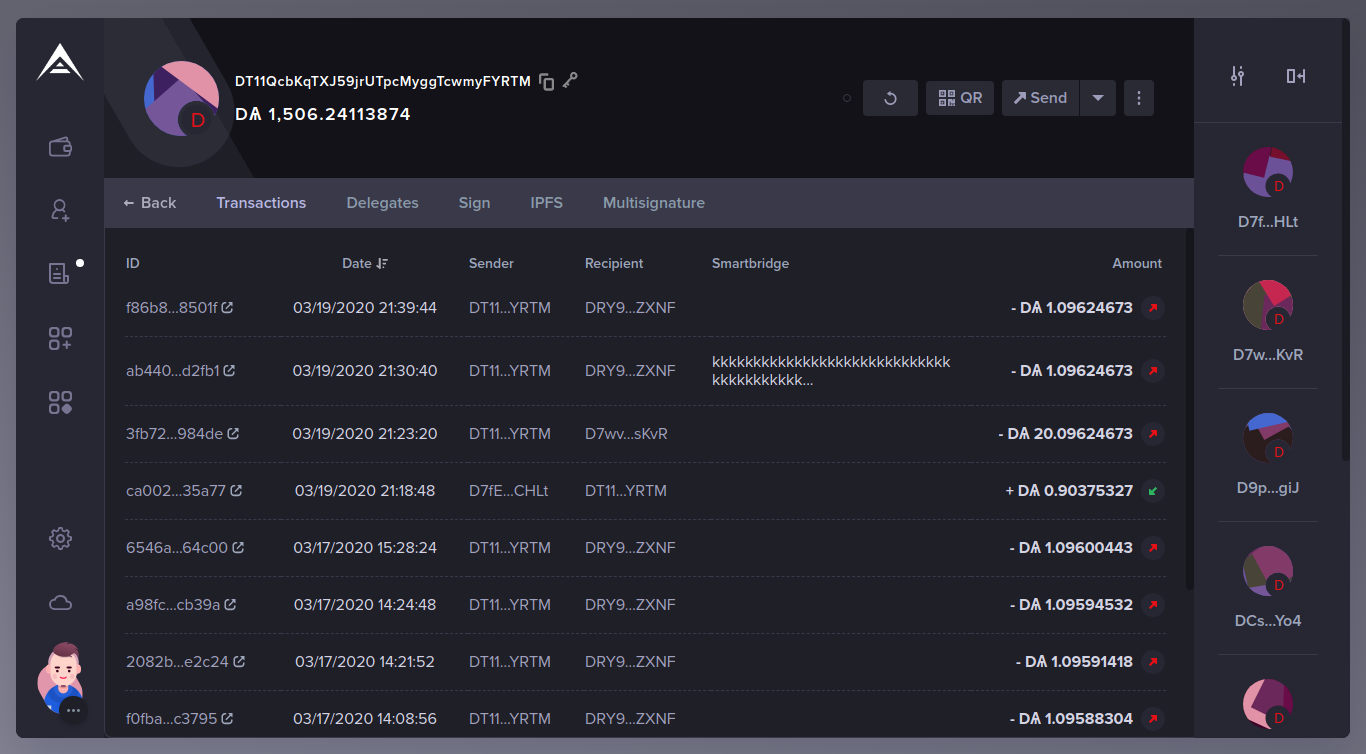 DT11QcbKqTXJ59jrUTpcMyggTcwmyFYRTM
DѦ 1,506.24113874
D
QR
Send
Back Transactions Delegates Sign IPFS Multisignature
ID Date Sender Recipient Smartbridge Amount
f86b8...8501f 03/19/2020 21:39:44 DT11...YRTM DRY9...ZXNF - DѦ 1.09624673
ab440...d2fb1 03/19/2020 21:30:40 DT11...YRTM DRY9...ZXNF kkkkkkkkkkkkkkkkkkkkkkkkkkkkk - DѦ 1.09624673
kkkkkkkkkkk...
3fb72...984de 03/19/2020 21:23:20 DT11...YRTM D7wv...sKvR - DѦ 20.09624673
ca002...35a77 03/19/2020 21:18:48 D7fE...CHLt DT11...YRTM + DѦ 0.90375327
6546a...64c00 03/17/2020 15:28:24 DT11...YRTM DRY9...ZXNF - DѦ 1.09600443
a98fc...cb39a 03/17/2020 14:24:48 DT11...YRTM DRY9...ZXNF - DѦ 1.09594532
2082b...e2c24 03/17/2020 14:21:52 DT11...YRTM DRY9...ZXNF - DѦ 1.09591418
f0fba...c3795 03/17/2020 14:08:56 DT11...YRTM DRY9...ZXNF - DѦ 1.09588304
D
D7f...HLt
D
D7w...KvR
D
D9p...giJ
D
DCs...Yo4
D